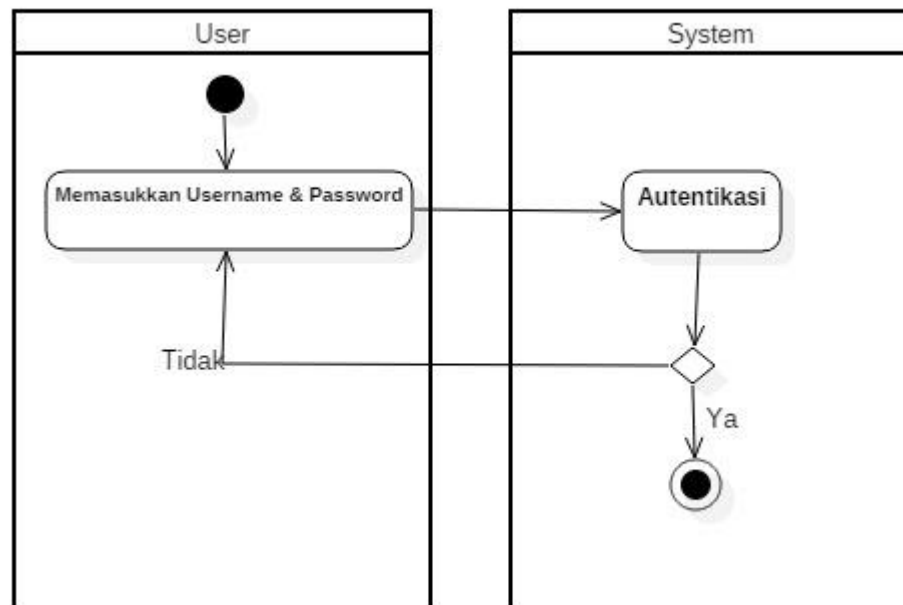 User
System
Memasukkan Username & Password
Autentikasi
Tidak
Ya